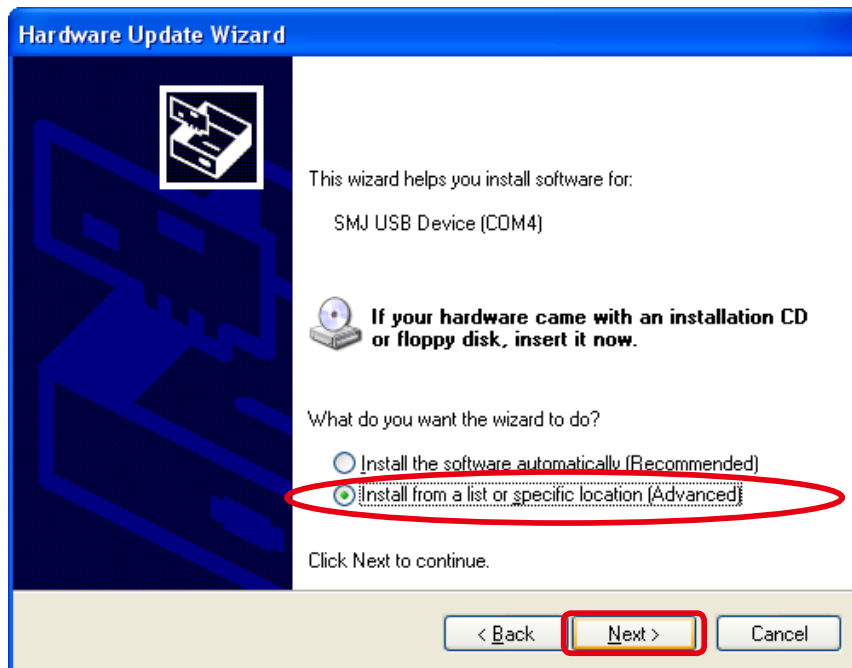 Hardware Update Wizard
This wizard helps you install software for:
SMJ USB Device (COM4)
If your hardware came with an installation CD
or floppy disk, insert it now.
What do you want the wizard to do?
Install the software automatically (Recommended)
Install from a list or specific location (Advanced)
Click Next to continue.
< Back Next > Cancel